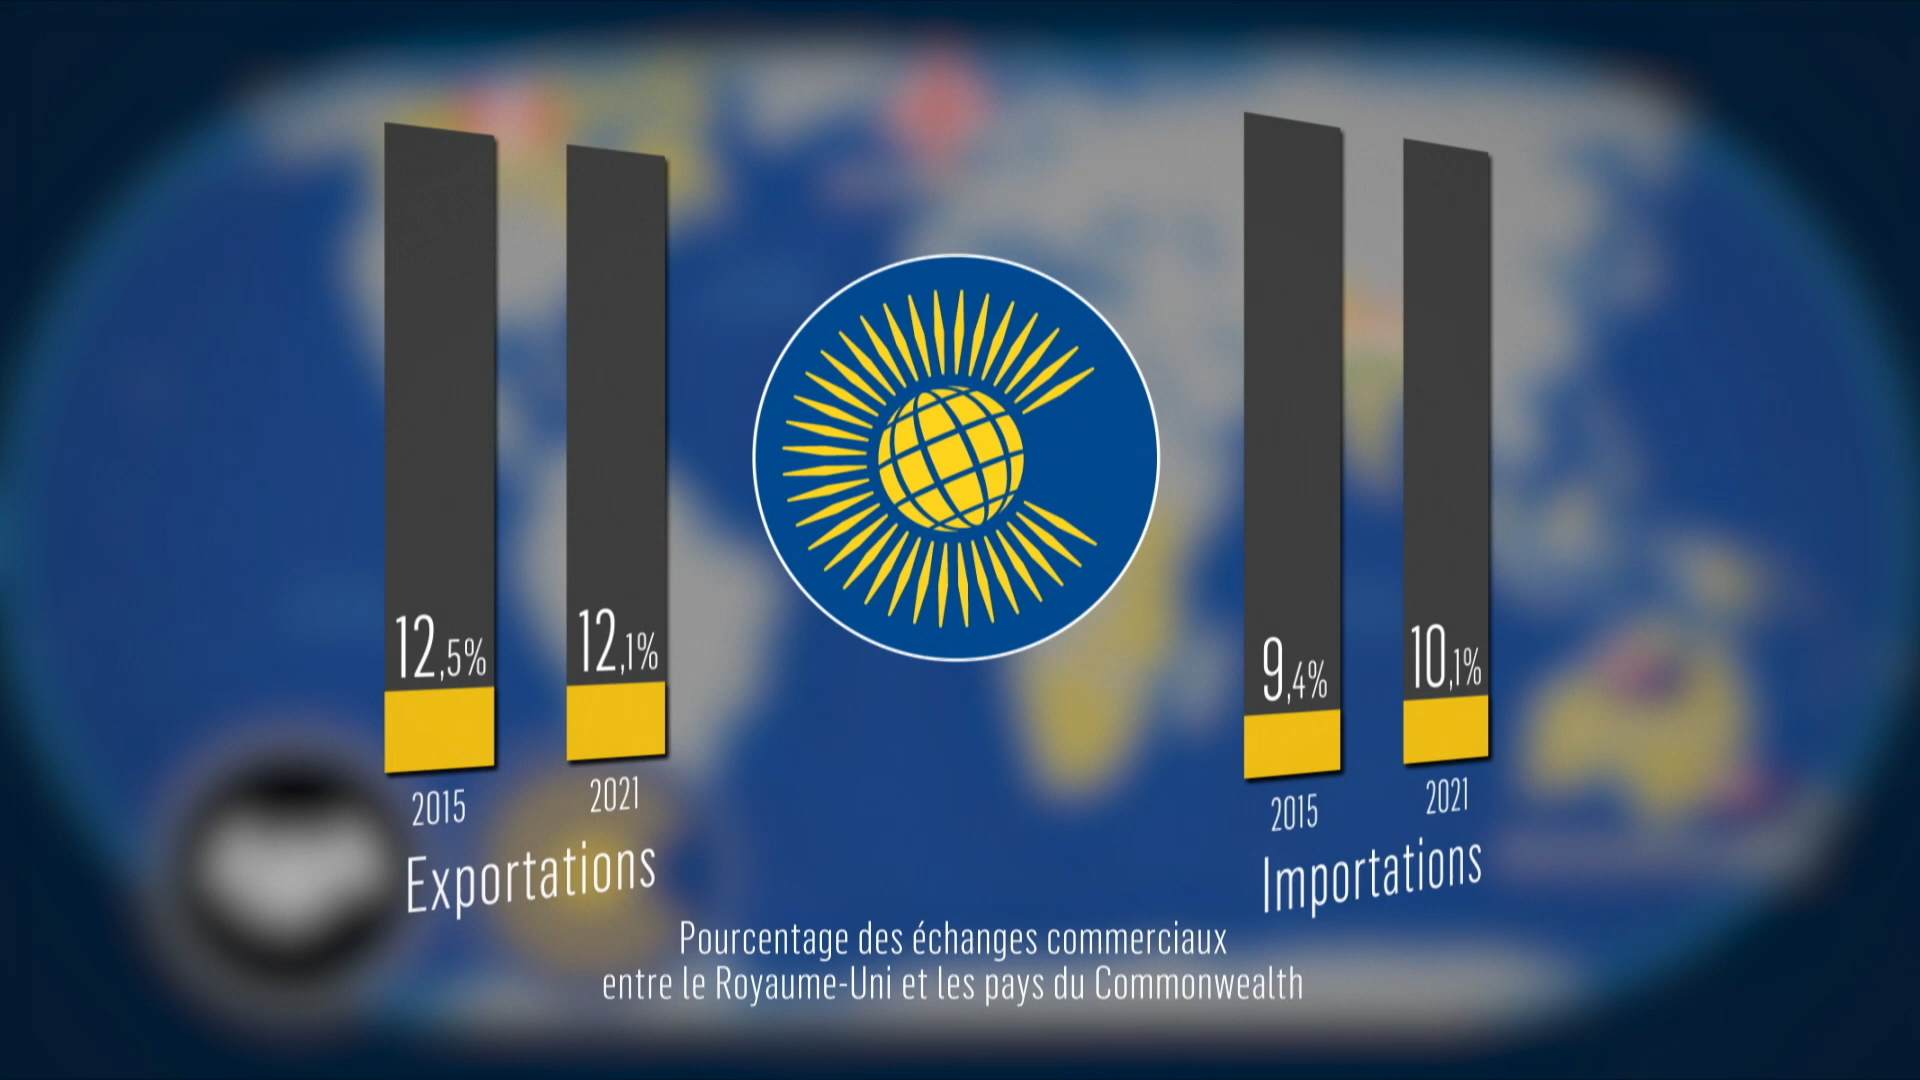 12,5%
12,1%
2015
2021
Exportations
9,4%
10,1%
2015
2021
Importations
Pourcentage des échanges commerciaux
entre le Royaume-Uni et les pays du Commonwealth